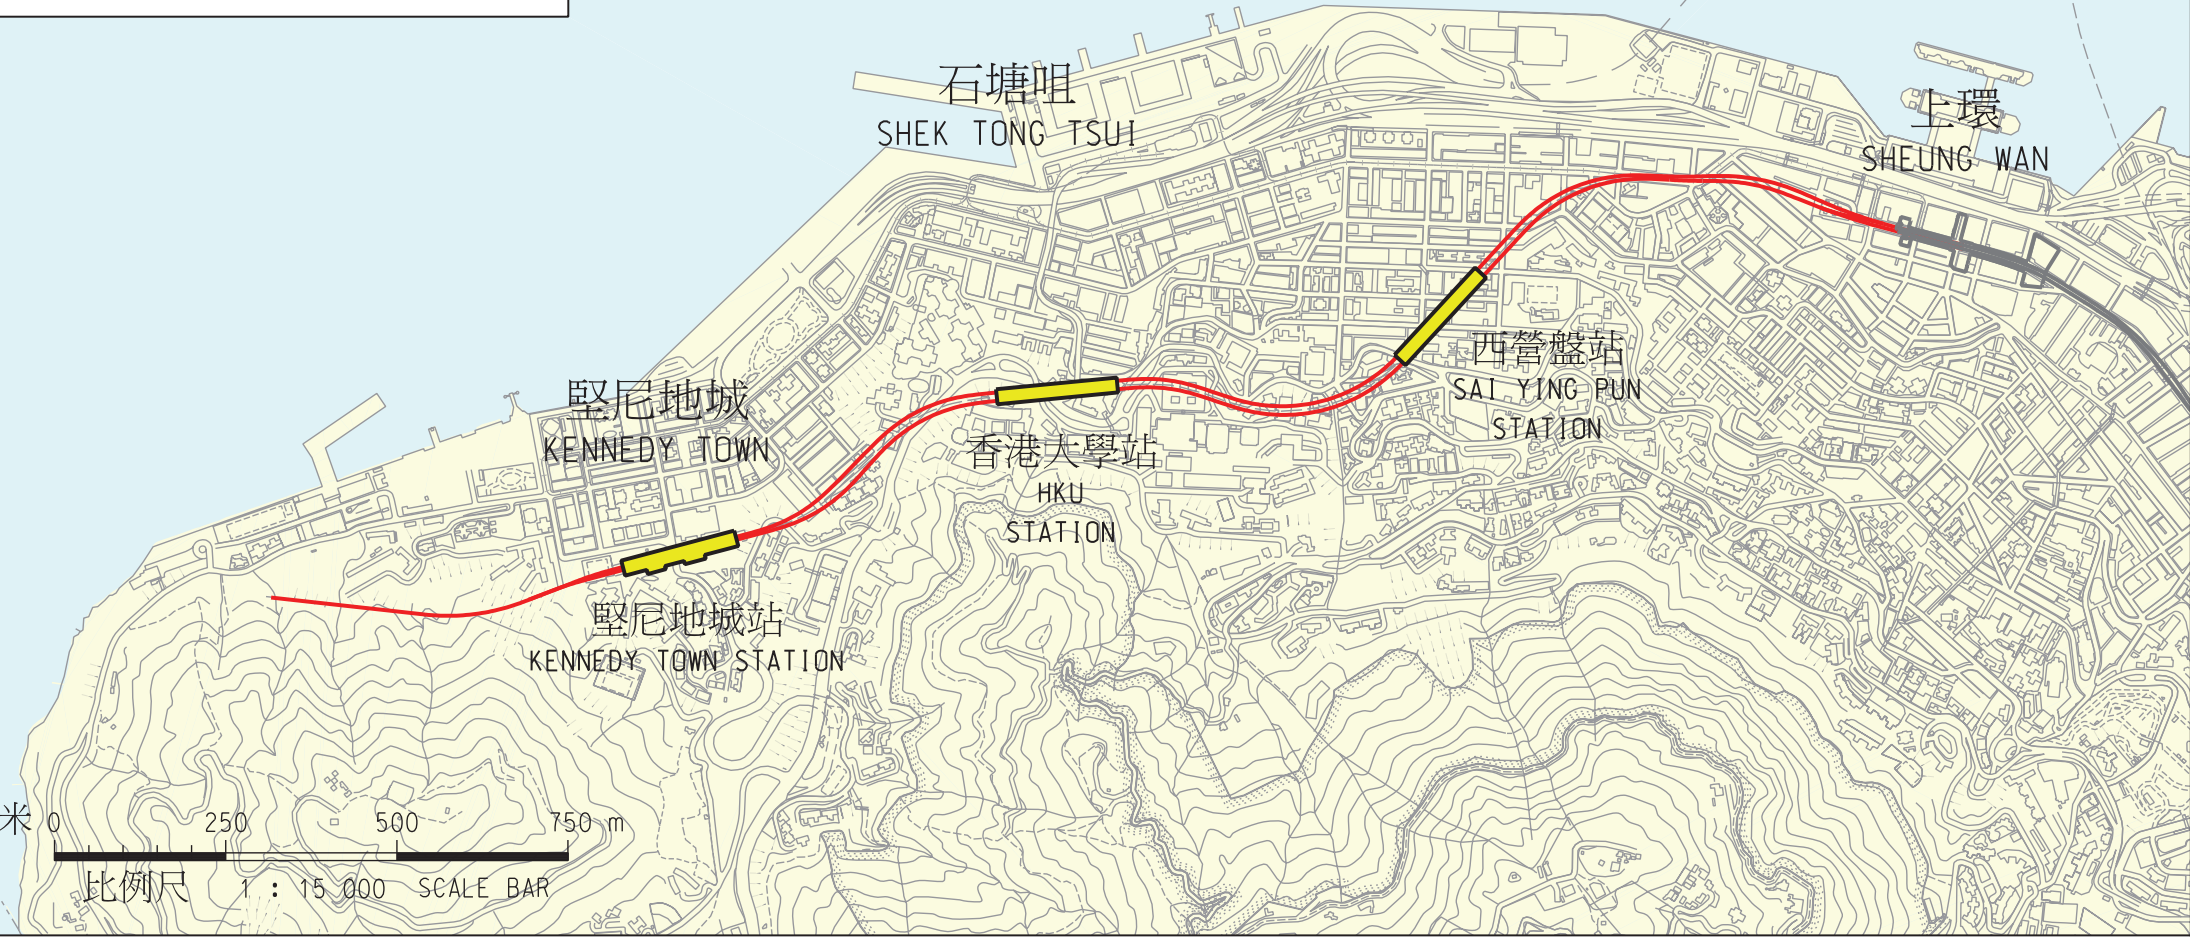 石塘咀
SHEK TONG TSUI
上環
SHEUNG WAN
西營盤站
SAI YING PUN
STATION
堅尼地城
KENNEDY TOWN
香港大學站
HKU
STATION
堅尼地城站
KENNEDY TOWN STATION
米 0 250 500 750 m
比例尺 1 : 15 000 SCALE BAR